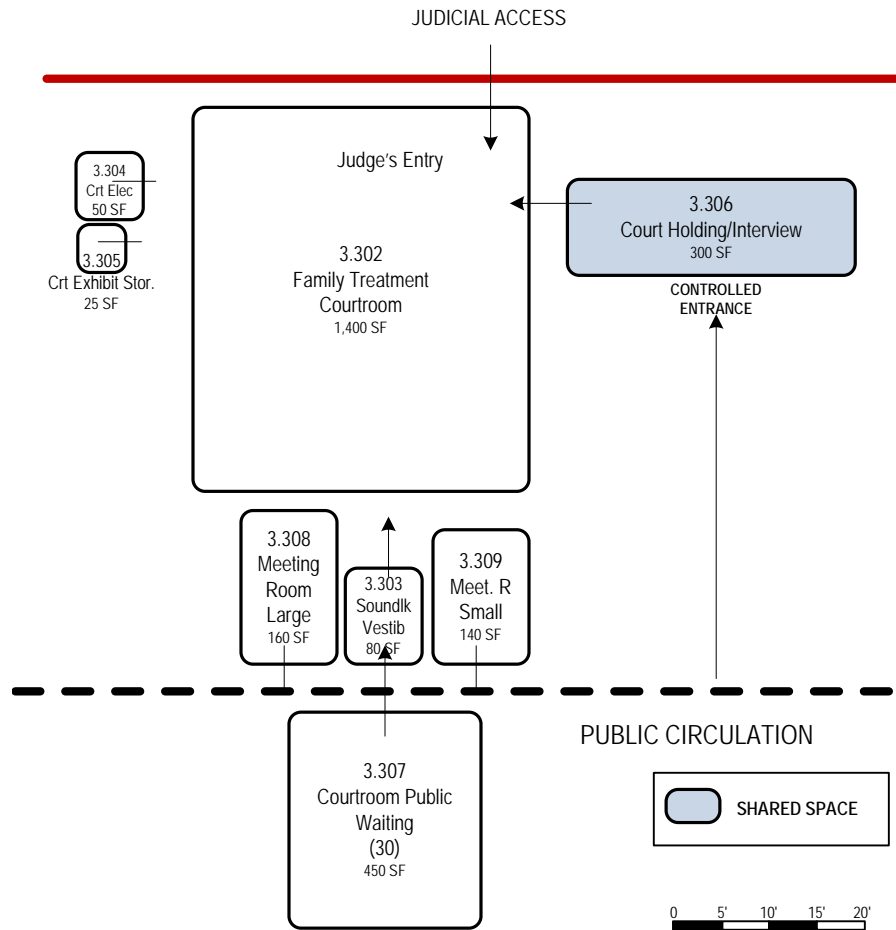 JUDICIAL ACCESS
Judge's Entry
3.304
Crt Elec
50 SF
3.305
Crt Exhibit Stor.
25 SF
3.302
Family Treatment
Courtroom
1,400 SF
3.306
Court Holding/Interview
300 SF
CONTROLLED
ENTRANCE
3.308
Meeting
Room
Large
160 SF
3.303
Soundlk
Vestib
80 SF
3.309
Meet. R
Small
140 SF
PUBLIC CIRCULATION
3.307
Courtroom Public
Waiting
(30)
450 SF
SHARED SPACE
0 5' 10' 15' 20'